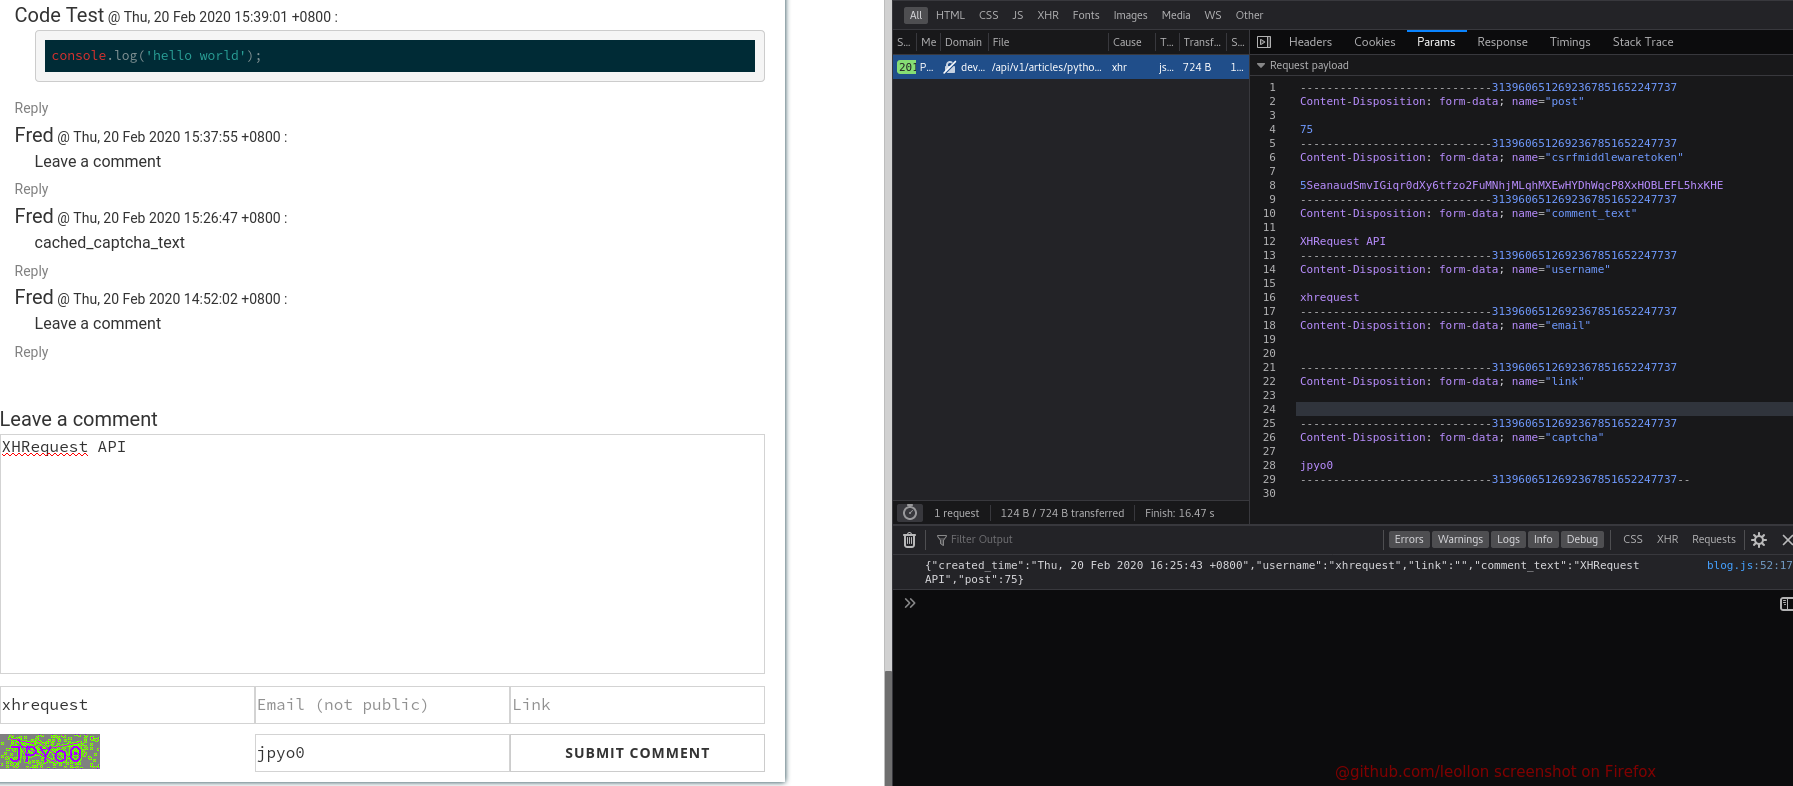 Code Test @ Thu, 20 Feb 2020 15:39:01 +0800 :
console.log('hello world');
Reply
Fred @ Thu, 20 Feb 2020 15:37:55 +0800 :
Leave a comment
Reply
Fred @ Thu, 20 Feb 2020 15:26:47 +0800 :
cached_captcha_text
Reply
Fred @ Thu, 20 Feb 2020 14:52:02 +0800 :
Leave a comment
Reply
Leave a comment
XHRequest API
xhrequest Email (not public) Link
JPYo0 jpyo0 SUBMIT COMMENT
All HTML CSS JS XHR Fonts Images Media WS Other
S... Me Domain File Cause T... Transf... S...
201 P... dev... /api/v1/articles/pytho... xhr js... 724 B 1...
1 request 124 B / 724 B transferred Finish: 16.47 s
Headers Cookies Params Response Timings Stack Trace
Request payload
1 -----------------------------3139606512692367851652247737
2 Content-Disposition: form-data; name="post"
3
4 75
5 -----------------------------3139606512692367851652247737
6 Content-Disposition: form-data; name="csrfmiddlewaretoken"
7
8 5SeanaudSmvIGiqr0dXy6tfzo2FuMNhjMLqhMXEwHYDhWqcP8XxHOBLEFL5hxKHE
9 -----------------------------3139606512692367851652247737
10 Content-Disposition: form-data; name="comment_text"
11
12 XHRequest API
13 -----------------------------3139606512692367851652247737
14 Content-Disposition: form-data; name="username"
15
16 xhrequest
17 -----------------------------3139606512692367851652247737
18 Content-Disposition: form-data; name="email"
19
20
21 -----------------------------3139606512692367851652247737
22 Content-Disposition: form-data; name="link"
23
24
25 -----------------------------3139606512692367851652247737
26 Content-Disposition: form-data; name="captcha"
27
28 jpyo0
29 -----------------------------3139606512692367851652247737--
30
Filter Output Errors Warnings Logs Info Debug CSS XHR Requests
{"created_time":"Thu, 20 Feb 2020 16:25:43 +0800","username":"xhrequest","link":"","comment_text":"XHRequest blog.js:52:17
API","post":75}
@github.com/leollon screenshot on Firefox